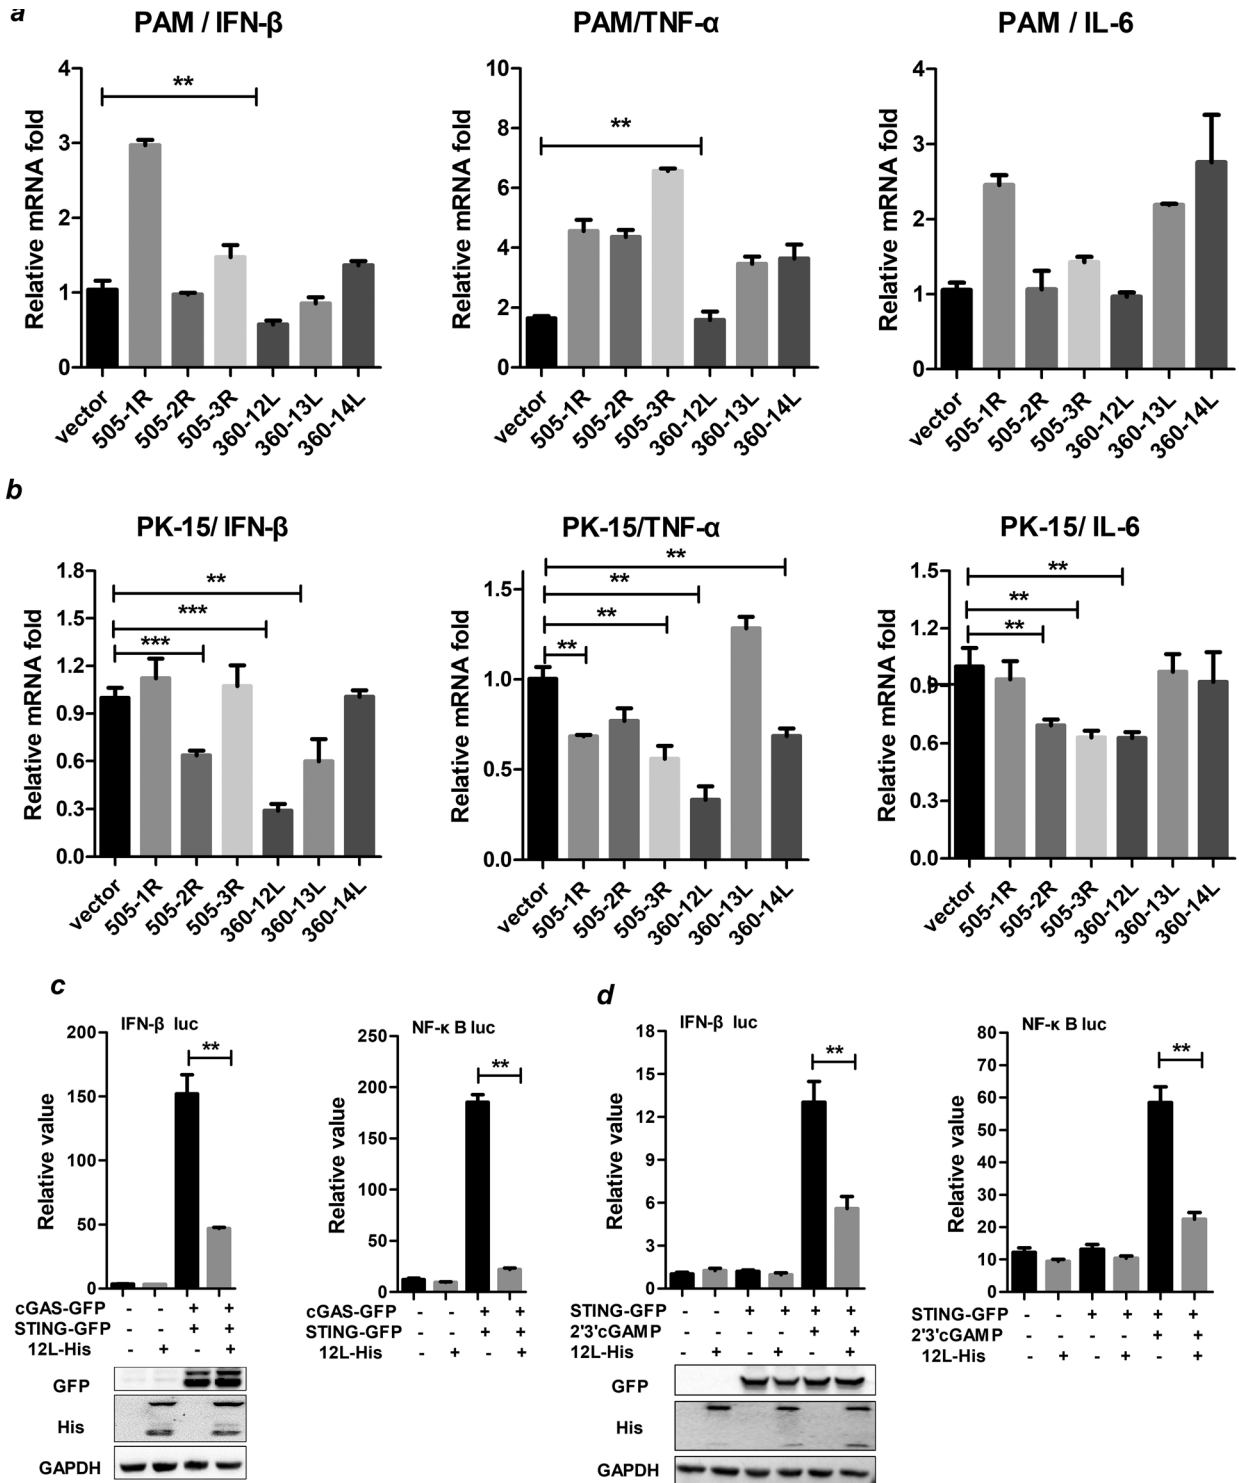 a
PAM / IFN-β
PAM/TNF-α
PAM / IL-6
Relative mRNA fold
4
3
2
1
0
**
vector
505-1R
505-2R
505-3R
360-12L
360-13L
360-14L
Relative mRNA fold
10
8
6
4
2
0
**
vector
505-1R
505-2R
505-3R
360-12L
360-13L
360-14L
Relative mRNA fold
4
3
2
1
0
vector
505-1R
505-2R
505-3R
360-12L
360-13L
360-14L
b
PK-15/ IFN-β
PK-15/TNF-α
PK-15/ IL-6
Relative mRNA fold
1.8
1.5
1.2
0.9
0.6
0.3
0.0
**
***
***
vector
505-1R
505-2R
505-3R
360-12L
360-13L
360-14L
Relative mRNA fold
1.5
1.0
0.5
0.0
**
**
**
**
vector
505-1R
505-2R
505-3R
360-12L
360-13L
360-14L
Relative mRNA fold
1.5
1.2
0.9
0.6
0.3
0.0
**
**
**
vector
505-1R
505-2R
505-3R
360-12L
360-13L
360-14L
c
IFN-β luc
Relative value
200
150
100
50
0
**
cGAS-GFP - - + +
STING-GFP - - + +
12L-His - + - +
GFP
His
GAPDH
NF-κ B luc
Relative value
250
200
150
100
50
0
**
cGAS-GFP - - + +
STING-GFP - - + +
12L-His - + - +
d
IFN-β luc
Relative value
18
15
12
9
6
3
0
**
STING-GFP - - + + + +
2'3'cGAMP - - - - + +
12L-His - + - + - +
GFP
His
GAPDH
NF-κ B luc
Relative value
80
70
60
50
40
30
20
10
0
**
STING-GFP - - + + + +
2'3'cGAMP - - - - + +
12L-His - + - + - +